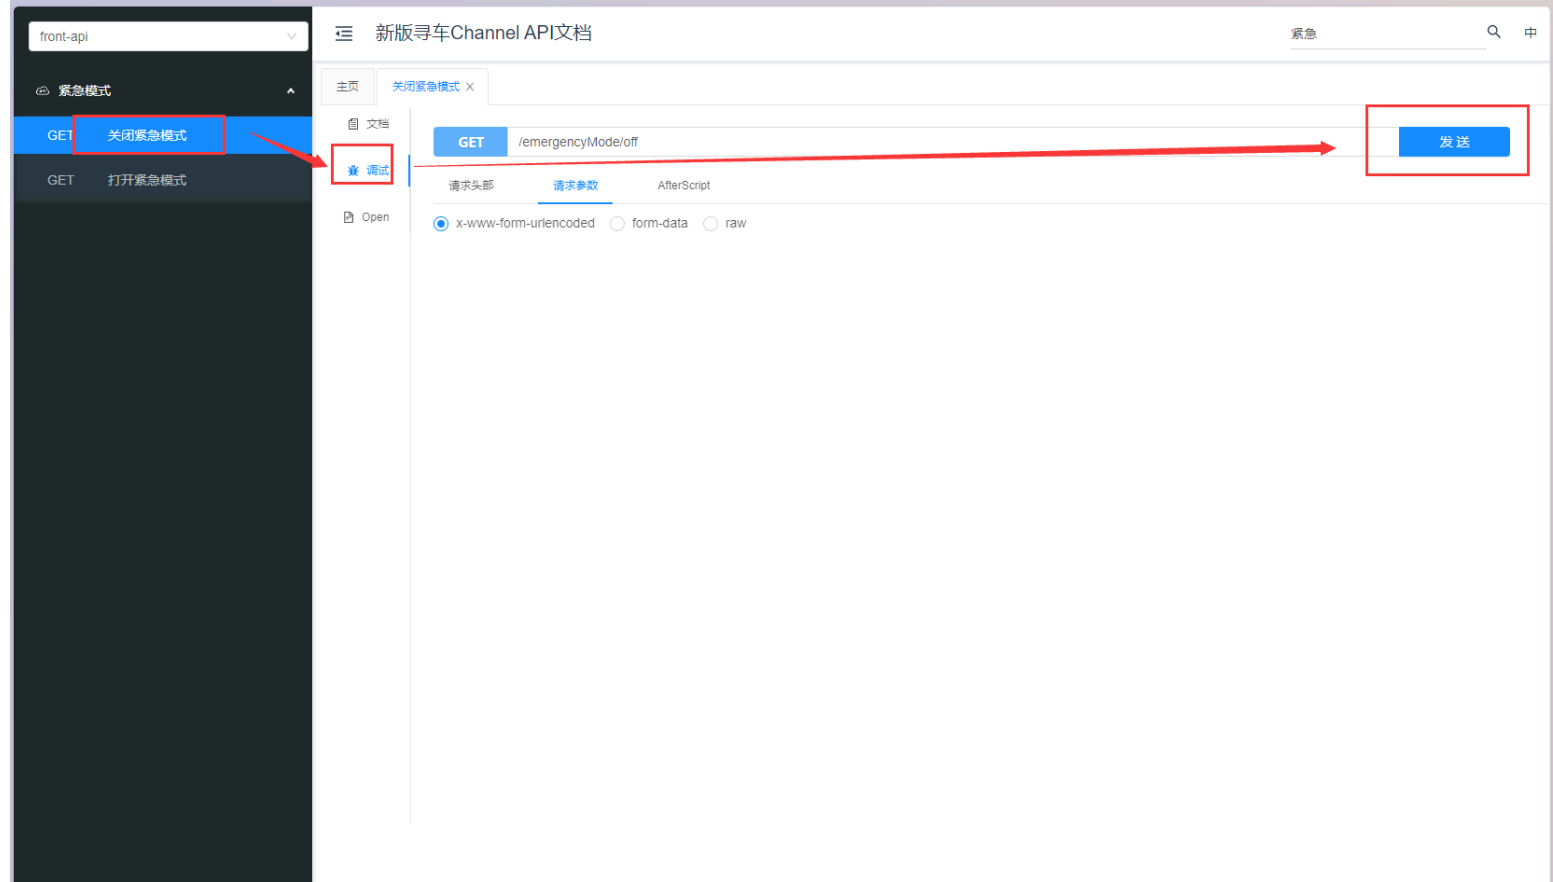 front-api
新版寻车Channel API文档
紧急
中
紧急模式
主页
关闭紧急模式
GET 关闭紧急模式
GET 打开紧急模式
文档
调试
Open
GET /emergencyMode/off
发 送
请求头部 请求参数 AfterScript
x-www-form-urlencoded form-data raw